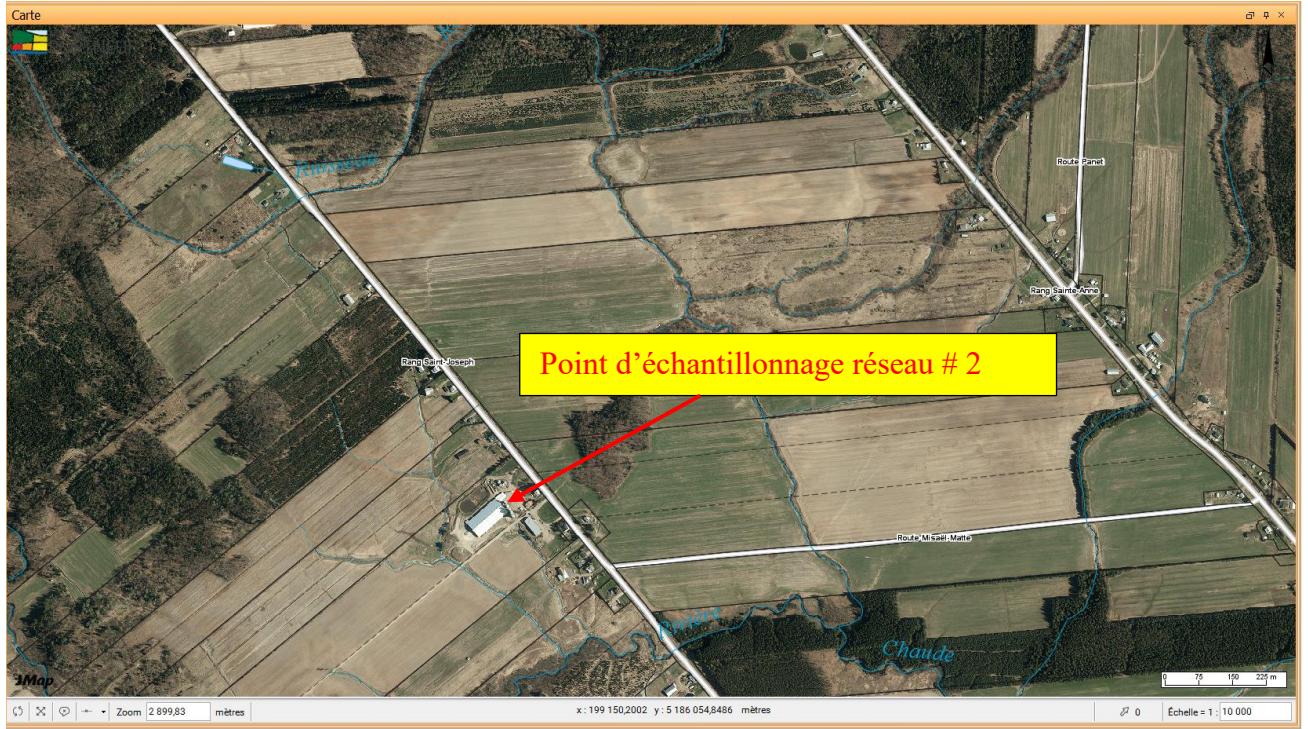 Carte
Ruisseau
Route Panet
Rang Sainte-Anne
Point d'échantillonnage réseau # 2
Rang Saint-Joseph
Route Misaël-Matte
Rivière
Chaude
JMap
0 75 150 225 m
Zoom 2 899,83 mètres x : 199 150,2002 y : 5 186 054,8486 mètres 0 Échelle = 1 : 10 000